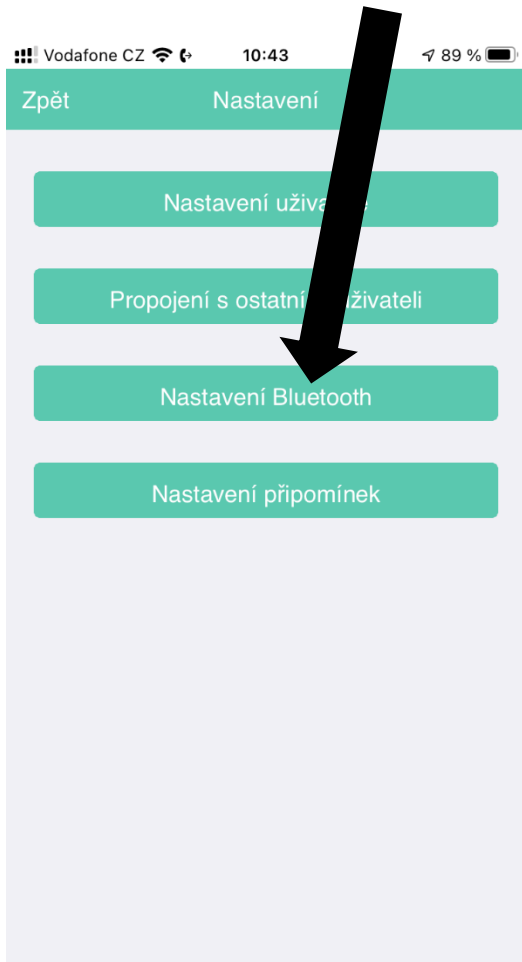 Vodafone CZ 10:43 89 %
Zpět Nastavení
Nastavení
Propojení s
Nastavení Bluetooth
Nastavení připomínek